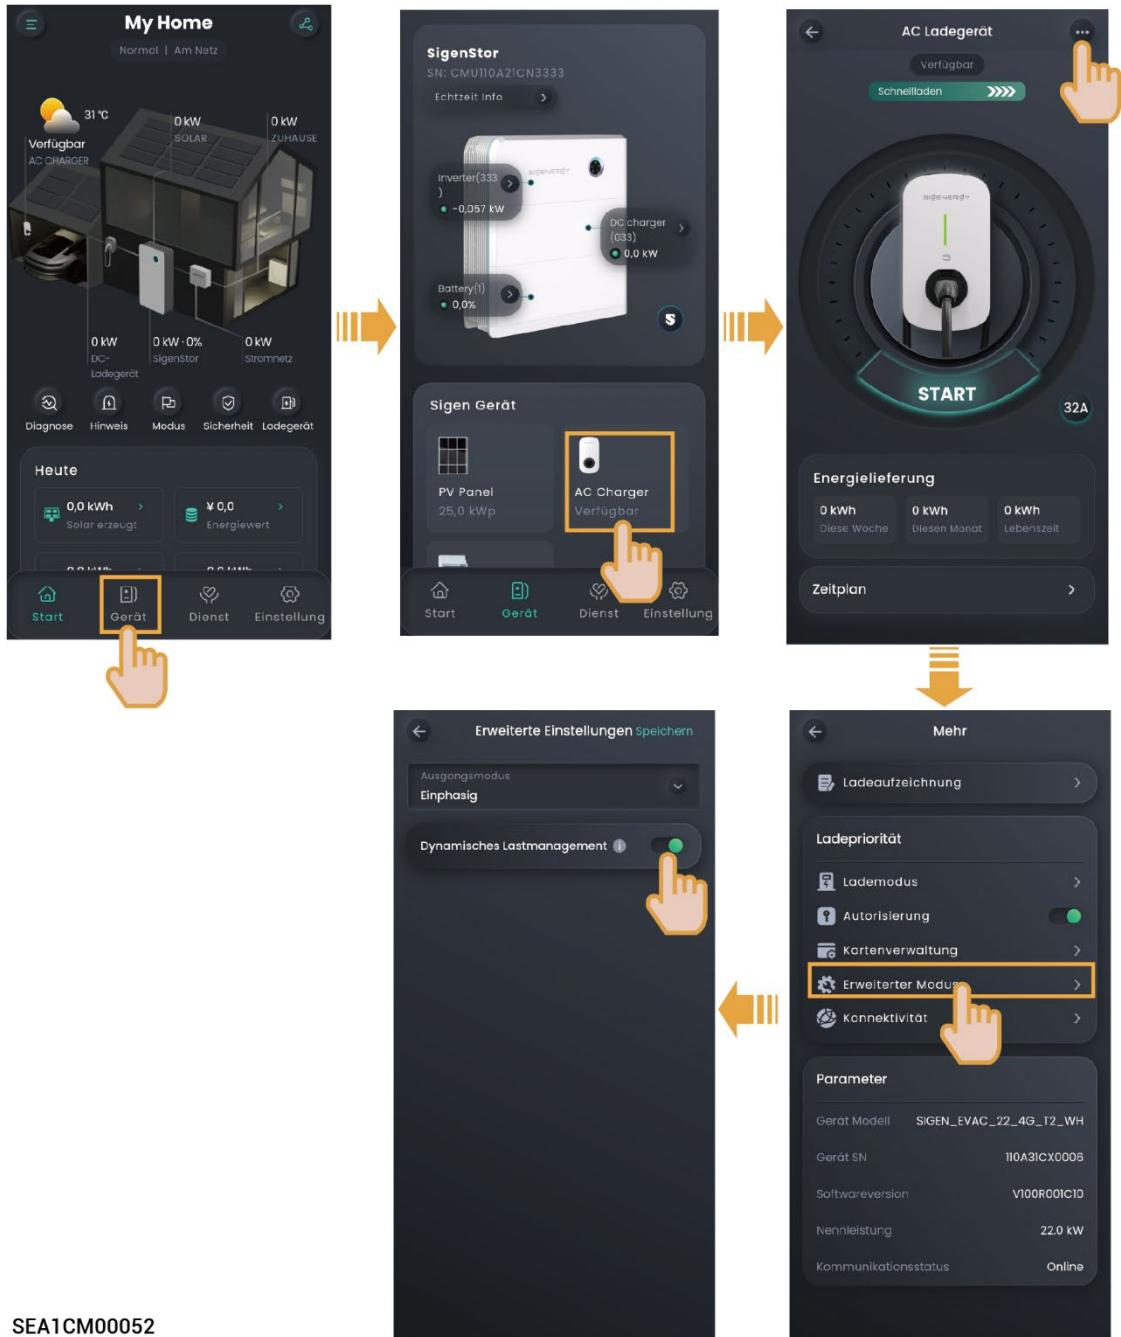 My Home
Normal | Am Netz
31 °C
Verfügbar
AC CHARGER
0 kW
SOLAR
0 kW
ZUHAUSE
0 kW
DC-
Ladegerät
0 kW · 0%
SigenStor
0 kW
Stromnetz
Diagnose
Hinweis
Modus
Sicherheit
Ladegerät
Heute
0,0 kWh
Solar erzeugt
¥ 0,0
Energiewert
Start
Gerät
Dienst
Einstellung
SigenStor
SN: CMU110A21CN3333
Echtzeit Info
SIGENERGY
Inverter(333
)
-0,057 kW
DC charger
(033)
0,0 kW
Battery(1)
0,0%
Sigen Gerät
PV Panel
25,0 kWp
AC Charger
Verfügbar
Start
Gerät
Dienst
Einstellung
AC Ladegerät
Verfügbar
Schnellladen
SIGENERGY
START
32A
Energielieferung
0 kWh
Diese Woche
0 kWh
Diesen Monat
0 kWh
Lebenszeit
Zeitplan
Mehr
Ladeaufzeichnung
Ladepriorität
Lademodus
Autorisierung
Kartenverwaltung
Erweiterter Modus
Konnektivität
Parameter
Gerät Modell SIGEN_EVAC_22_4G_T2_WH
Gerät SN 110A31CX0006
Softwareversion V100R001C10
Nennleistung 22.0 kW
Kommunikationsstatus Online
Erweiterte Einstellungen Speichern
Ausgangsmodus
Einphasig
Dynamisches Lastmanagement
SEA1CM00052